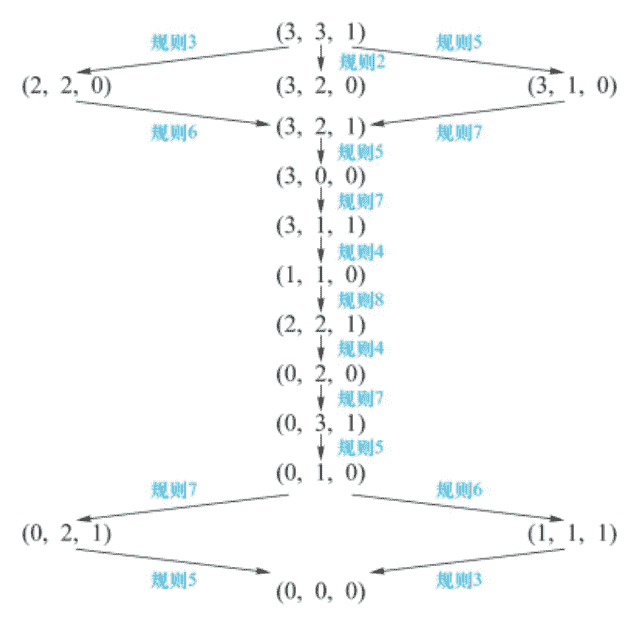 (3, 3, 1)
规则3
规则2
规则5
(2, 2, 0)
(3, 2, 0)
(3, 1, 0)
规则6
(3, 2, 1)
规则7
规则5
(3, 0, 0)
规则7
(3, 1, 1)
规则4
(1, 1, 0)
规则8
(2, 2, 1)
规则4
(0, 2, 0)
规则7
(0, 3, 1)
规则5
(0, 1, 0)
规则7
规则6
(0, 2, 1)
(1, 1, 1)
规则5
规则3
(0, 0, 0)